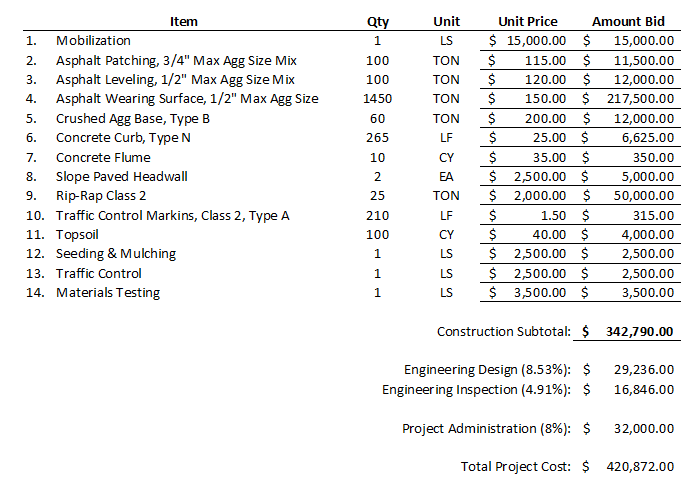 Item Qty Unit Unit Price Amount Bid
1. Mobilization 1 LS $ 15,000.00 $ 15,000.00
2. Asphalt Patching, 3/4" Max Agg Size Mix 100 TON $ 115.00 $ 11,500.00
3. Asphalt Leveling, 1/2" Max Agg Size Mix 100 TON $ 120.00 $ 12,000.00
4. Asphalt Wearing Surface, 1/2" Max Agg Size 1450 TON $ 150.00 $ 217,500.00
5. Crushed Agg Base, Type B 60 TON $ 200.00 $ 12,000.00
6. Concrete Curb, Type N 265 LF $ 25.00 $ 6,625.00
7. Concrete Flume 10 CY $ 35.00 $ 350.00
8. Slope Paved Headwall 2 EA $ 2,500.00 $ 5,000.00
9. Rip-Rap Class 2 25 TON $ 2,000.00 $ 50,000.00
10. Traffic Control Markins, Class 2, Type A 210 LF $ 1.50 $ 315.00
11. Topsoil 100 CY $ 40.00 $ 4,000.00
12. Seeding & Mulching 1 LS $ 2,500.00 $ 2,500.00
13. Traffic Control 1 LS $ 2,500.00 $ 2,500.00
14. Materials Testing 1 LS $ 3,500.00 $ 3,500.00
Construction Subtotal: $ 342,790.00
Engineering Design (8.53%): $ 29,236.00
Engineering Inspection (4.91%): $ 16,846.00
Project Administration (8%): $ 32,000.00
Total Project Cost: $ 420,872.00